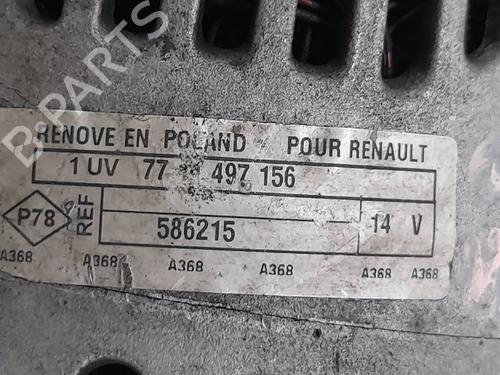 B-PARTS
RENOVE EN POLAND POUR RENAULT
1 UV 77 497 156
P78 REF 586215 14 V
A368 A368 A368 A368 A368 A368